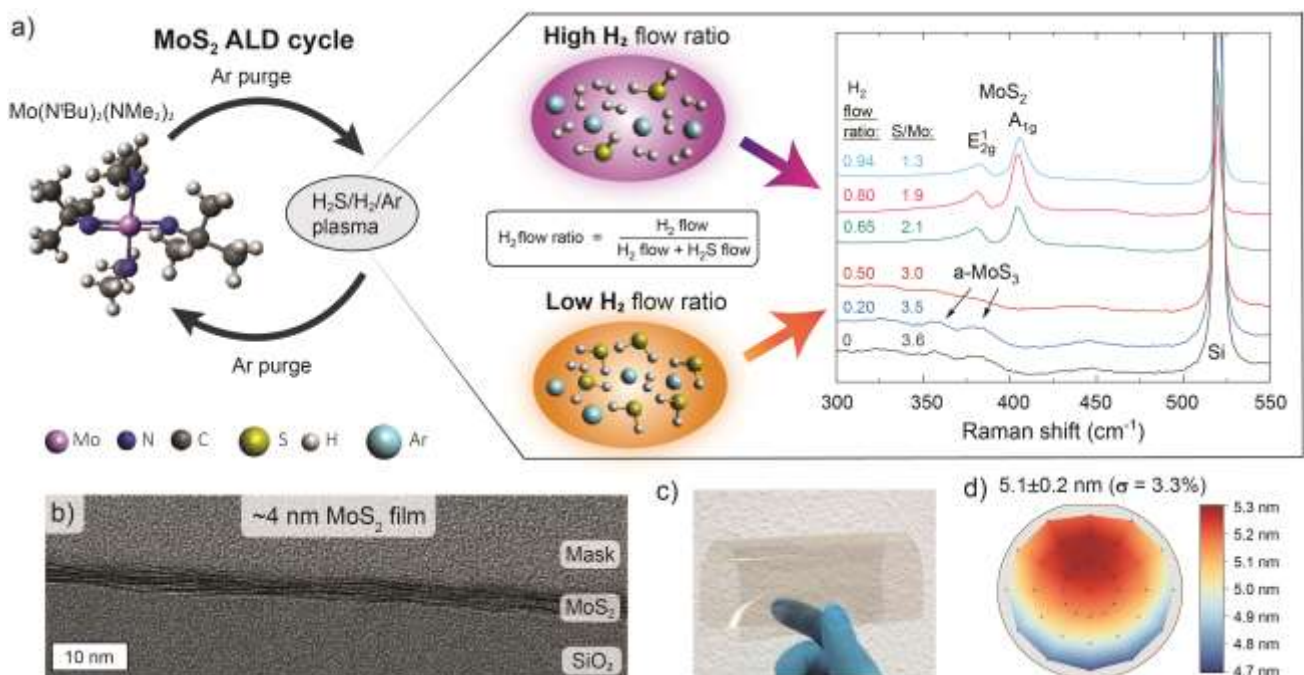 a)
MoS₂ ALD cycle
Ar purge
Mo(NᵗBu)₂(NMe₂)₂
H₂S/H₂/Ar
plasma
Ar purge
Mo N C S H Ar
High H₂ flow ratio
H₂ flow ratio = H₂ flow / H₂ flow + H₂S flow
Low H₂ flow ratio
H₂
flow
ratio: S/Mo:
MoS₂
E¹₂g A₁g
0.94 1.3
0.80 1.9
0.65 2.1
0.50 3.0
a-MoS₃
0.20 3.5
0 3.6
Si
300 350 400 450 500 550
Raman shift (cm⁻¹)
b)
~4 nm MoS₂ film
Mask
MoS₂
SiO₂
10 nm
c)
d) 5.1±0.2 nm (σ = 3.3%)
5.3 nm
5.2 nm
5.1 nm
5.0 nm
4.9 nm
4.8 nm
4.7 nm